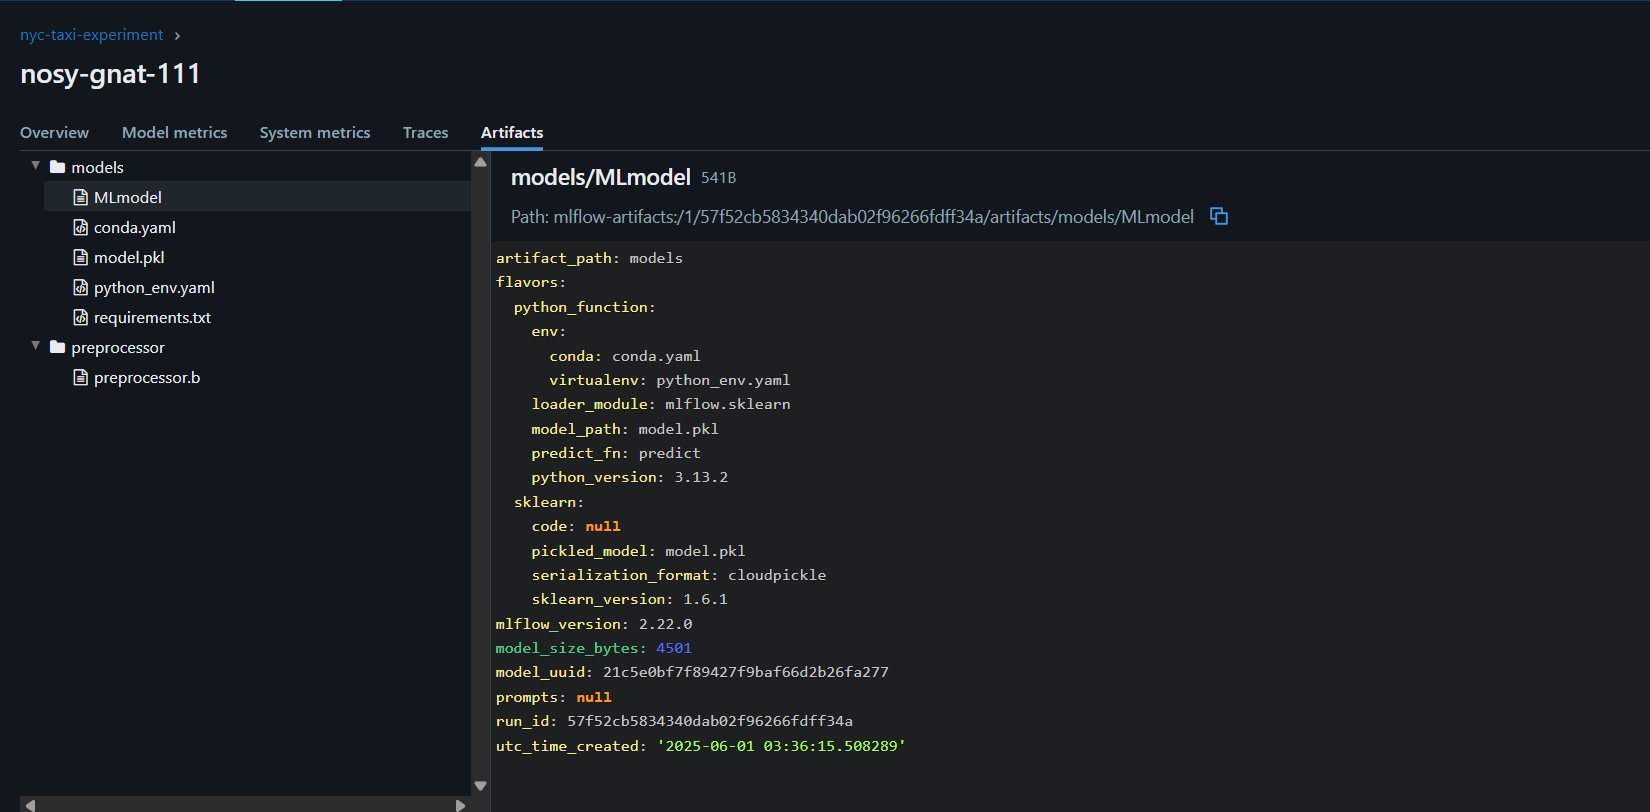 nyc-taxi-experiment
nosy-gnat-111
Overview Model metrics System metrics Traces Artifacts
models
MLmodel
conda.yaml
model.pkl
python_env.yaml
requirements.txt
preprocessor
preprocessor.b
models/MLmodel 541B
Path: mlflow-artifacts:/1/57f52cb5834340dab02f96266fdff34a/artifacts/models/MLmodel
artifact_path: models
flavors:
  python_function:
    env:
      conda: conda.yaml
      virtualenv: python_env.yaml
    loader_module: mlflow.sklearn
    model_path: model.pkl
    predict_fn: predict
    python_version: 3.13.2
  sklearn:
    code: null
    pickled_model: model.pkl
    serialization_format: cloudpickle
    sklearn_version: 1.6.1
mlflow_version: 2.22.0
model_size_bytes: 4501
model_uuid: 21c5e0bf7f89427f9baf66d2b26fa277
prompts: null
run_id: 57f52cb5834340dab02f96266fdff34a
utc_time_created: '2025-06-01 03:36:15.508289'